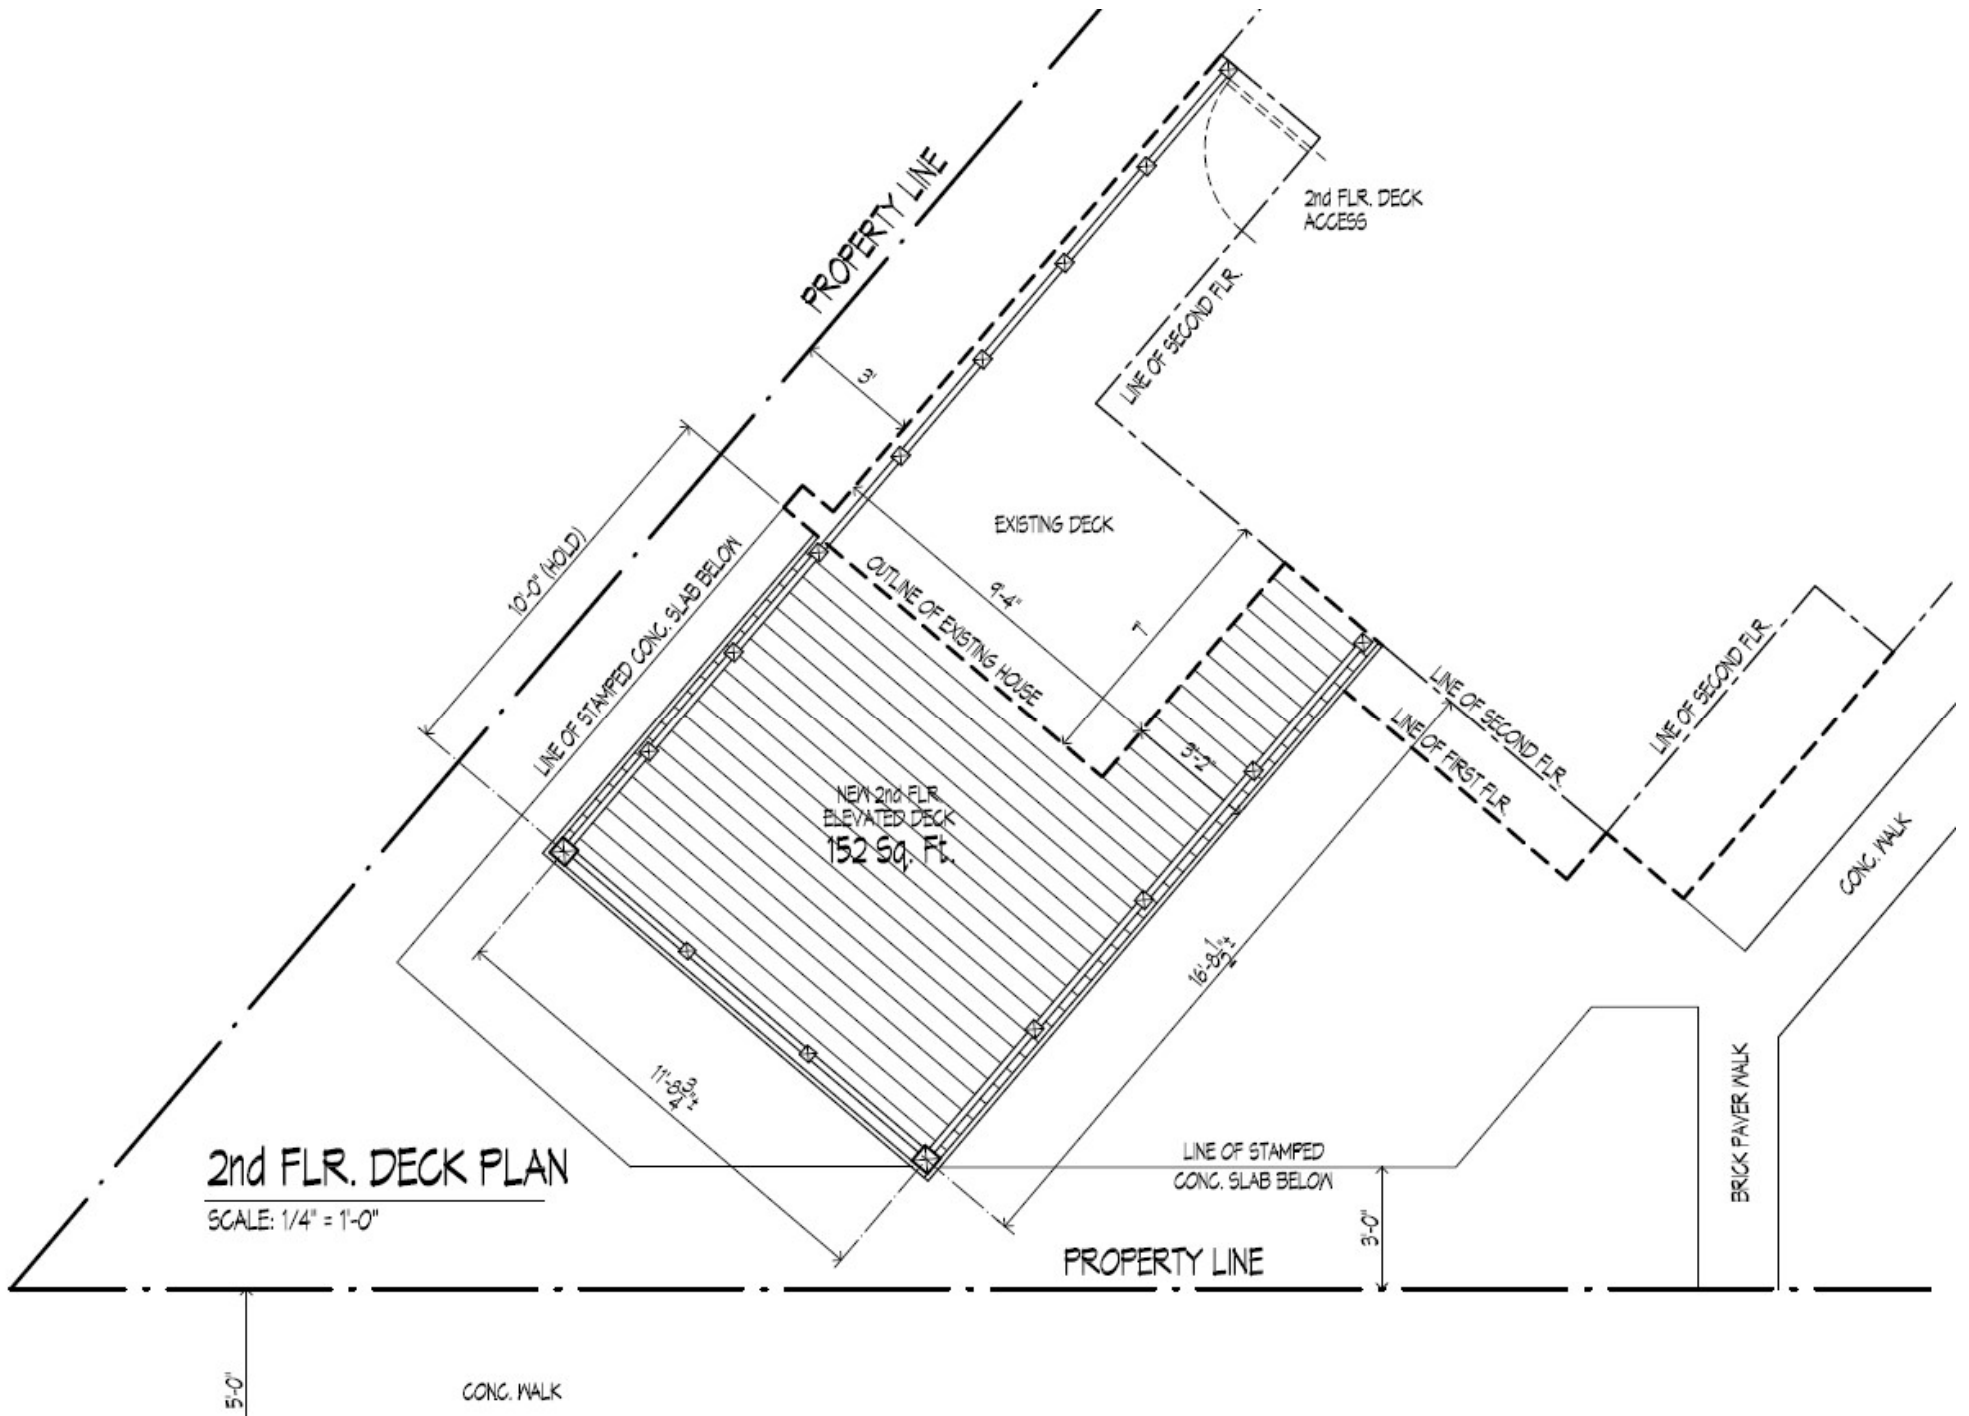 PROPERTY LINE
2nd FLR. DECK
ACCESS
LINE OF SECOND FLR.
3'
10'-0" (HOLD)
LINE OF STAMPED CONC. SLAB BELOW
EXISTING DECK
OUTLINE OF EXISTING HOUSE
9'-4"
7'
3'-2"
LINE OF SECOND FLR.
LINE OF FIRST FLR.
LINE OF SECOND FLR.
CONC. WALK
NEW 2nd FLR
ELEVATED DECK
152 Sq. Ft.
16'-8 1/2"±
11'-8 3/4"±
2nd FLR. DECK PLAN
SCALE: 1/4" = 1'-0"
LINE OF STAMPED
CONC. SLAB BELOW
3'-0"
BRICK PAVER WALK
PROPERTY LINE
5'-0"
CONC. WALK